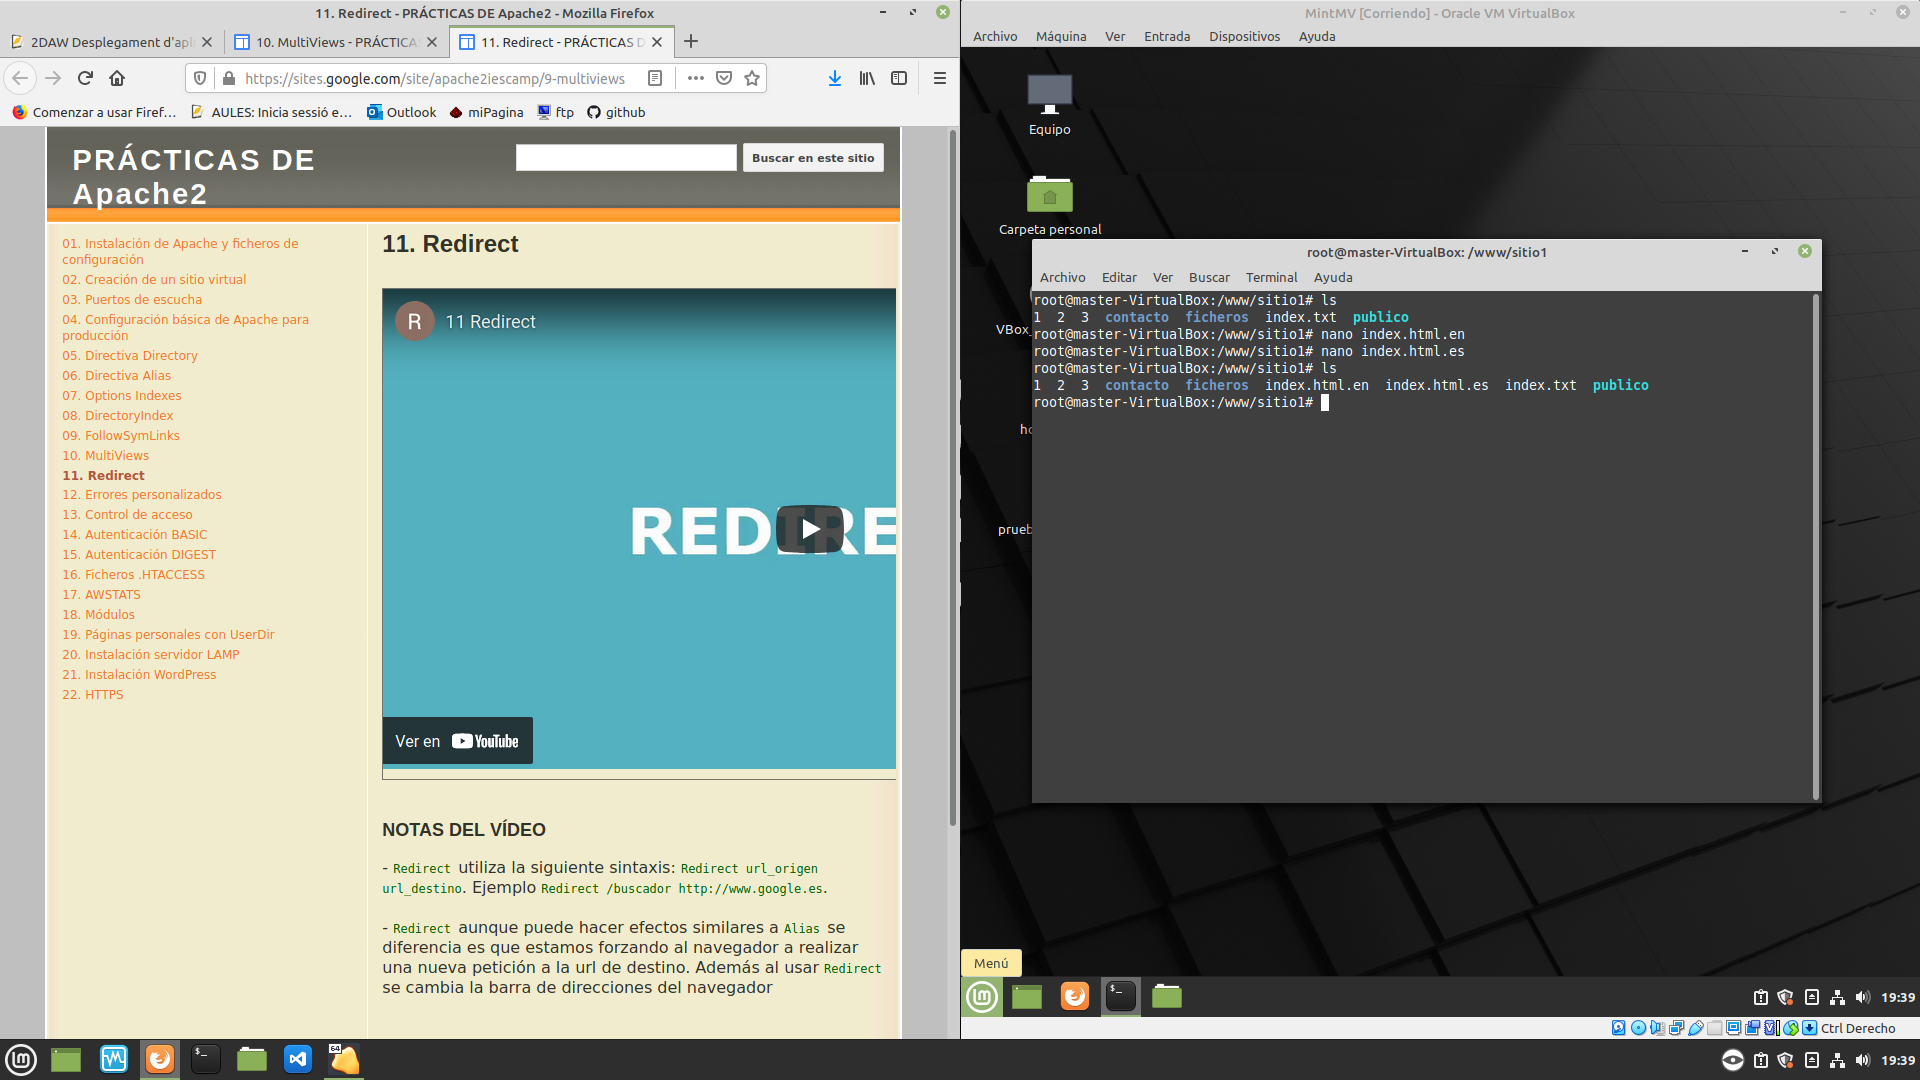 11. Redirect - PRÁCTICAS DE Apache2 - Mozilla Firefox
2DAW Desplegament d'apl
10. MultiViews - PRÁCTICAS
11. Redirect - PRÁCTICAS D
https://sites.google.com/site/apache2iescamp/9-multiviews
Comenzar a usar Firef…
AULES: Inicia sessió e…
Outlook
miPagina
ftp
github
PRÁCTICAS DE
Apache2
Buscar en este sitio
01. Instalación de Apache y ficheros de
configuración
02. Creación de un sitio virtual
03. Puertos de escucha
04. Configuración básica de Apache para
producción
05. Directiva Directory
06. Directiva Alias
07. Options Indexes
08. DirectoryIndex
09. FollowSymLinks
10. MultiViews
11. Redirect
12. Errores personalizados
13. Control de acceso
14. Autenticación BASIC
15. Autenticación DIGEST
16. Ficheros .HTACCESS
17. AWSTATS
18. Módulos
19. Páginas personales con UserDir
20. Instalación servidor LAMP
21. Instalación WordPress
22. HTTPS
11. Redirect
R
11 Redirect
REDIRE
Ver en YouTube
NOTAS DEL VÍDEO
- Redirect utiliza la siguiente sintaxis: Redirect url_origen
url_destino. Ejemplo Redirect /buscador http://www.google.es.
- Redirect aunque puede hacer efectos similares a Alias se
diferencia es que estamos forzando al navegador a realizar
una nueva petición a la url de destino. Además al usar Redirect
se cambia la barra de direcciones del navegador
64
19:39
MintMV [Corriendo] - Oracle VM VirtualBox
Archivo Máquina Ver Entrada Dispositivos Ayuda
Equipo
Carpeta personal
VBox_
ho
prueb
root@master-VirtualBox: /www/sitio1
Archivo Editar Ver Buscar Terminal Ayuda
root@master-VirtualBox:/www/sitio1# ls
1 2 3 contacto ficheros index.txt publico
root@master-VirtualBox:/www/sitio1# nano index.html.en
root@master-VirtualBox:/www/sitio1# nano index.html.es
root@master-VirtualBox:/www/sitio1# ls
1 2 3 contacto ficheros index.html.en index.html.es index.txt publico
root@master-VirtualBox:/www/sitio1#
Menú
19:39
Ctrl Derecho